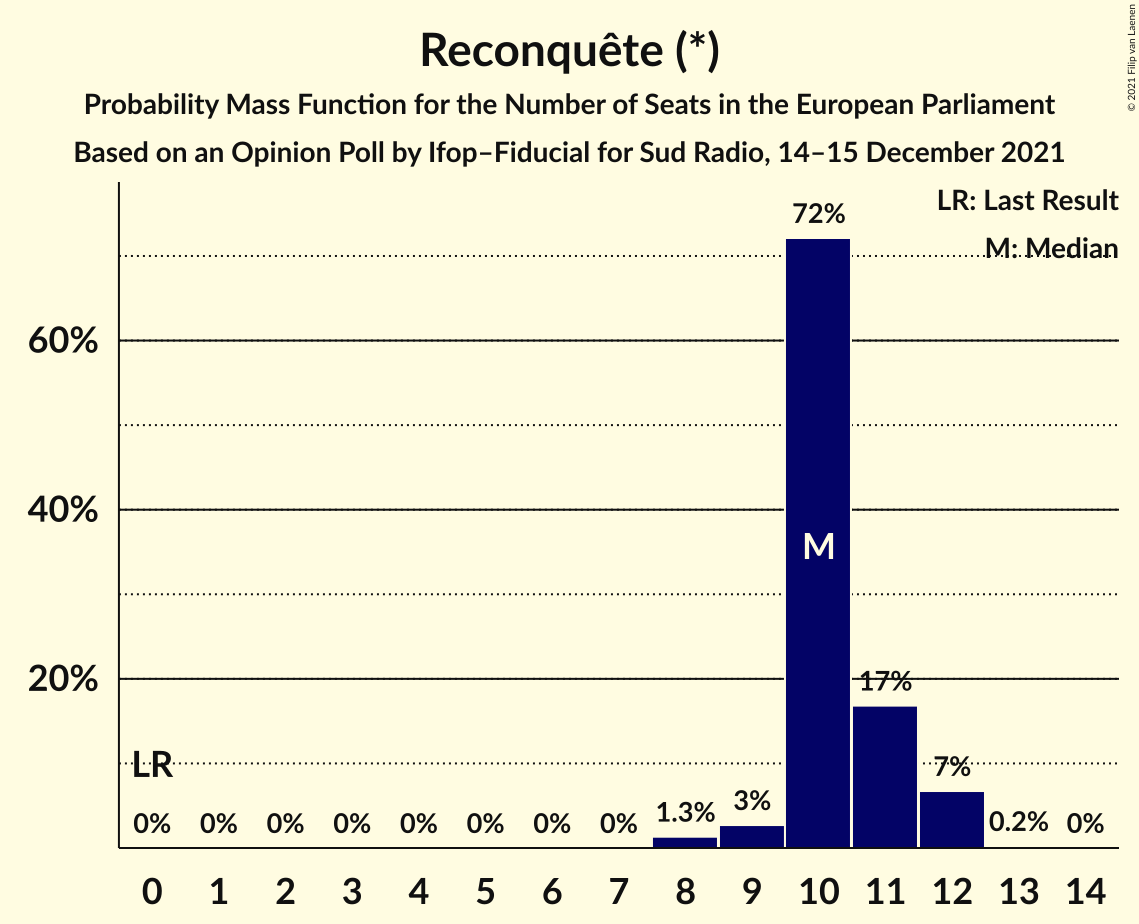 Reconquête (*)
Probability Mass Function for the Number of Seats in the European Parliament
Based on an Opinion Poll by Ifop–Fiducial for Sud Radio, 14–15 December 2021
© 2021 Filip van Laenen
LR: Last Result
M: Median
72%
60%
40%
M
20%
17%
LR
7%
0% 0% 0% 0% 0% 0% 0% 0% 1.3% 3% 0.2% 0%
0 1 2 3 4 5 6 7 8 9 10 11 12 13 14